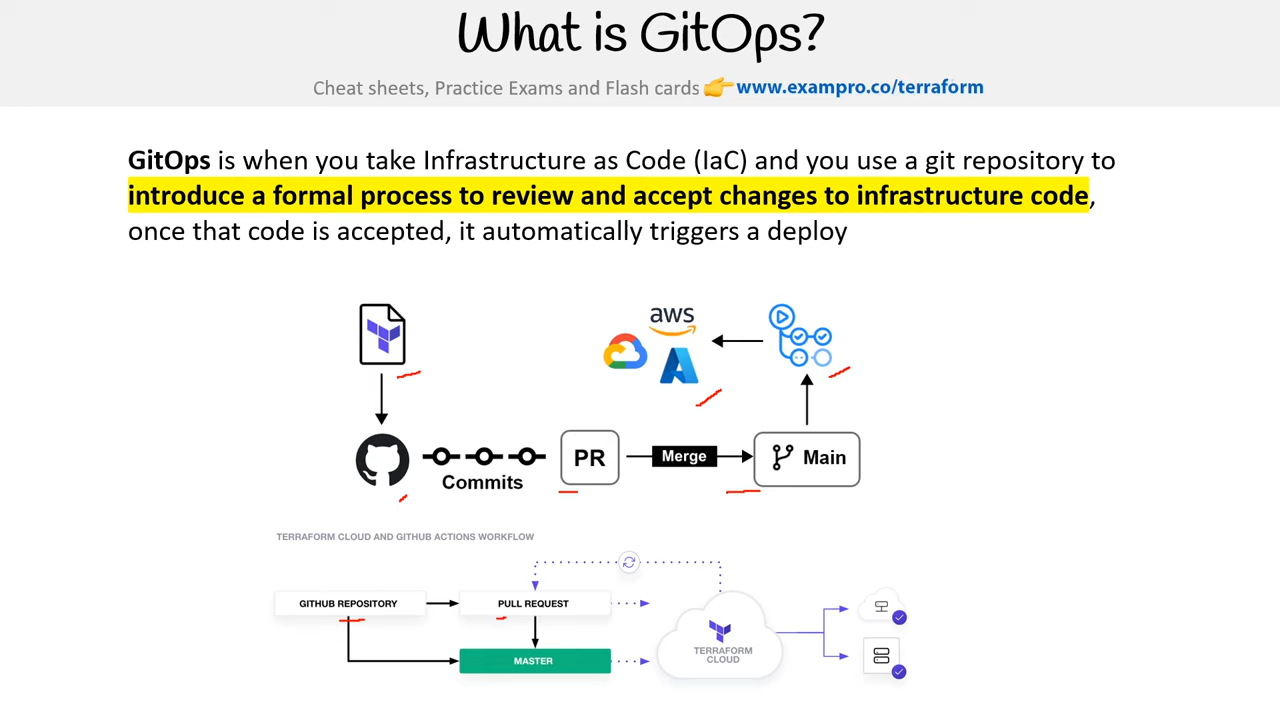 What is GitOps?
Cheat sheets, Practice Exams and Flash cards 👉 www.exampro.co/terraform
GitOps is when you take Infrastructure as Code (IaC) and you use a git repository to
introduce a formal process to review and accept changes to infrastructure code,
once that code is accepted, it automatically triggers a deploy
aws
PR
Merge
Main
Commits
TERRAFORM CLOUD AND GITHUB ACTIONS WORKFLOW
GITHUB REPOSITORY
PULL REQUEST
TERRAFORM
CLOUD
MASTER